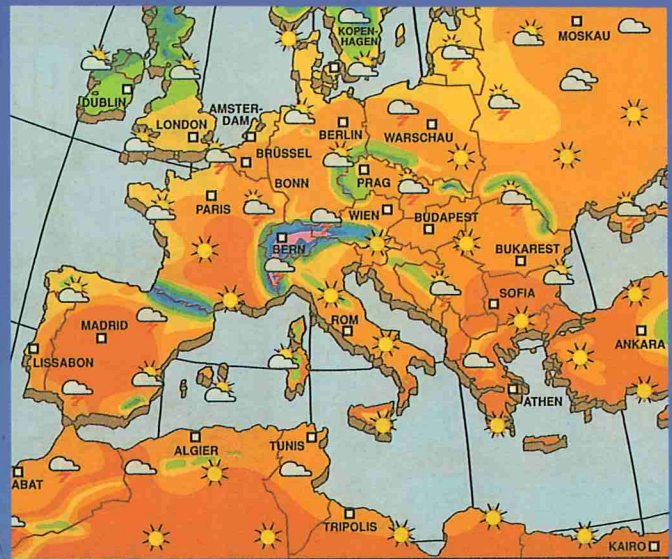 KOPEN-
HAGEN
MOSKAU
DUBLIN
AMSTER-
DAM
LONDON
BERLIN
WARSCHAU
BRÜSSEL
BONN
PRAG
PARIS
WIEN
BUDAPEST
BERN
BUKAREST
SOFIA
MADRID
ROM
ANKARA
LISSABON
ATHEN
ALGIER
TUNIS
ABAT
TRIPOLIS
KAIRO